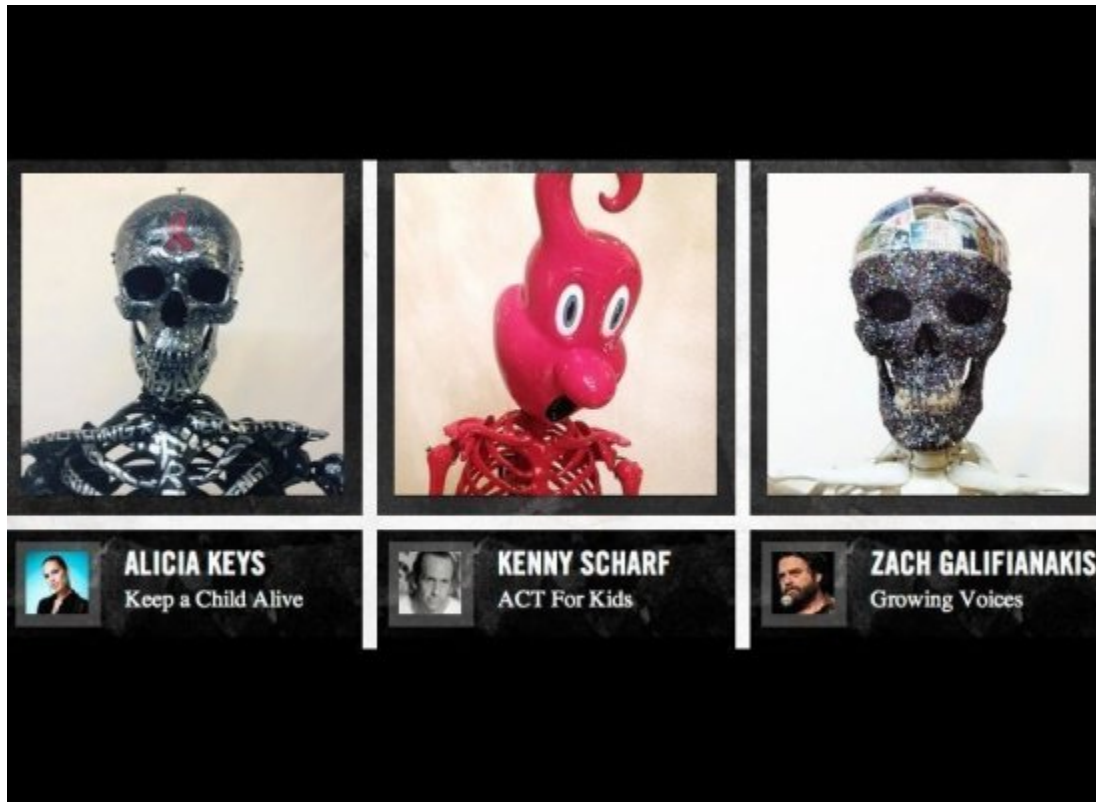 ALICIA KEYS
Keep a Child Alive
KENNY SCHARF
ACT For Kids
ZACH GALIFIANAKIS
Growing Voices